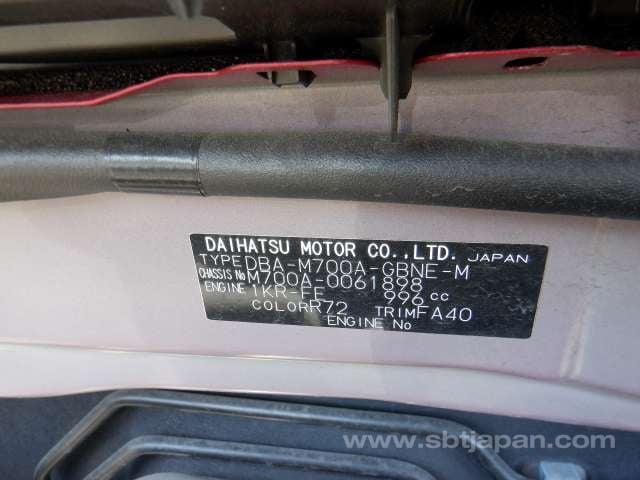 DAIHATSU MOTOR CO.,LTD. JAPAN
TYPE DBA-M700A-GBNE-M
CHASSIS No M700A-0061898
ENGINE 1KR-FE 996 cc
COLOR R72 TRIM FA40
ENGINE No
www.sbtjapan.com